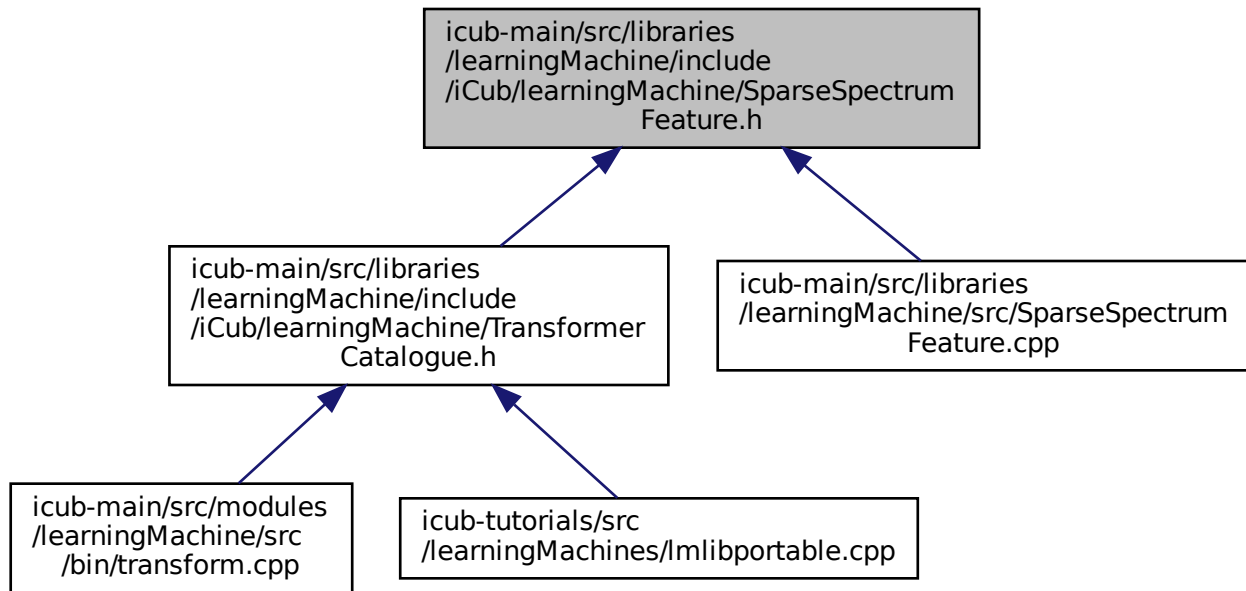 icub-main/src/libraries
/learningMachine/include
/iCub/learningMachine/SparseSpectrum
Feature.h
icub-main/src/libraries
/learningMachine/include
/iCub/learningMachine/Transformer
Catalogue.h
icub-main/src/libraries
/learningMachine/src/SparseSpectrum
Feature.cpp
icub-main/src/modules
/learningMachine/src
/bin/transform.cpp
icub-tutorials/src
/learningMachines/lmlibportable.cpp